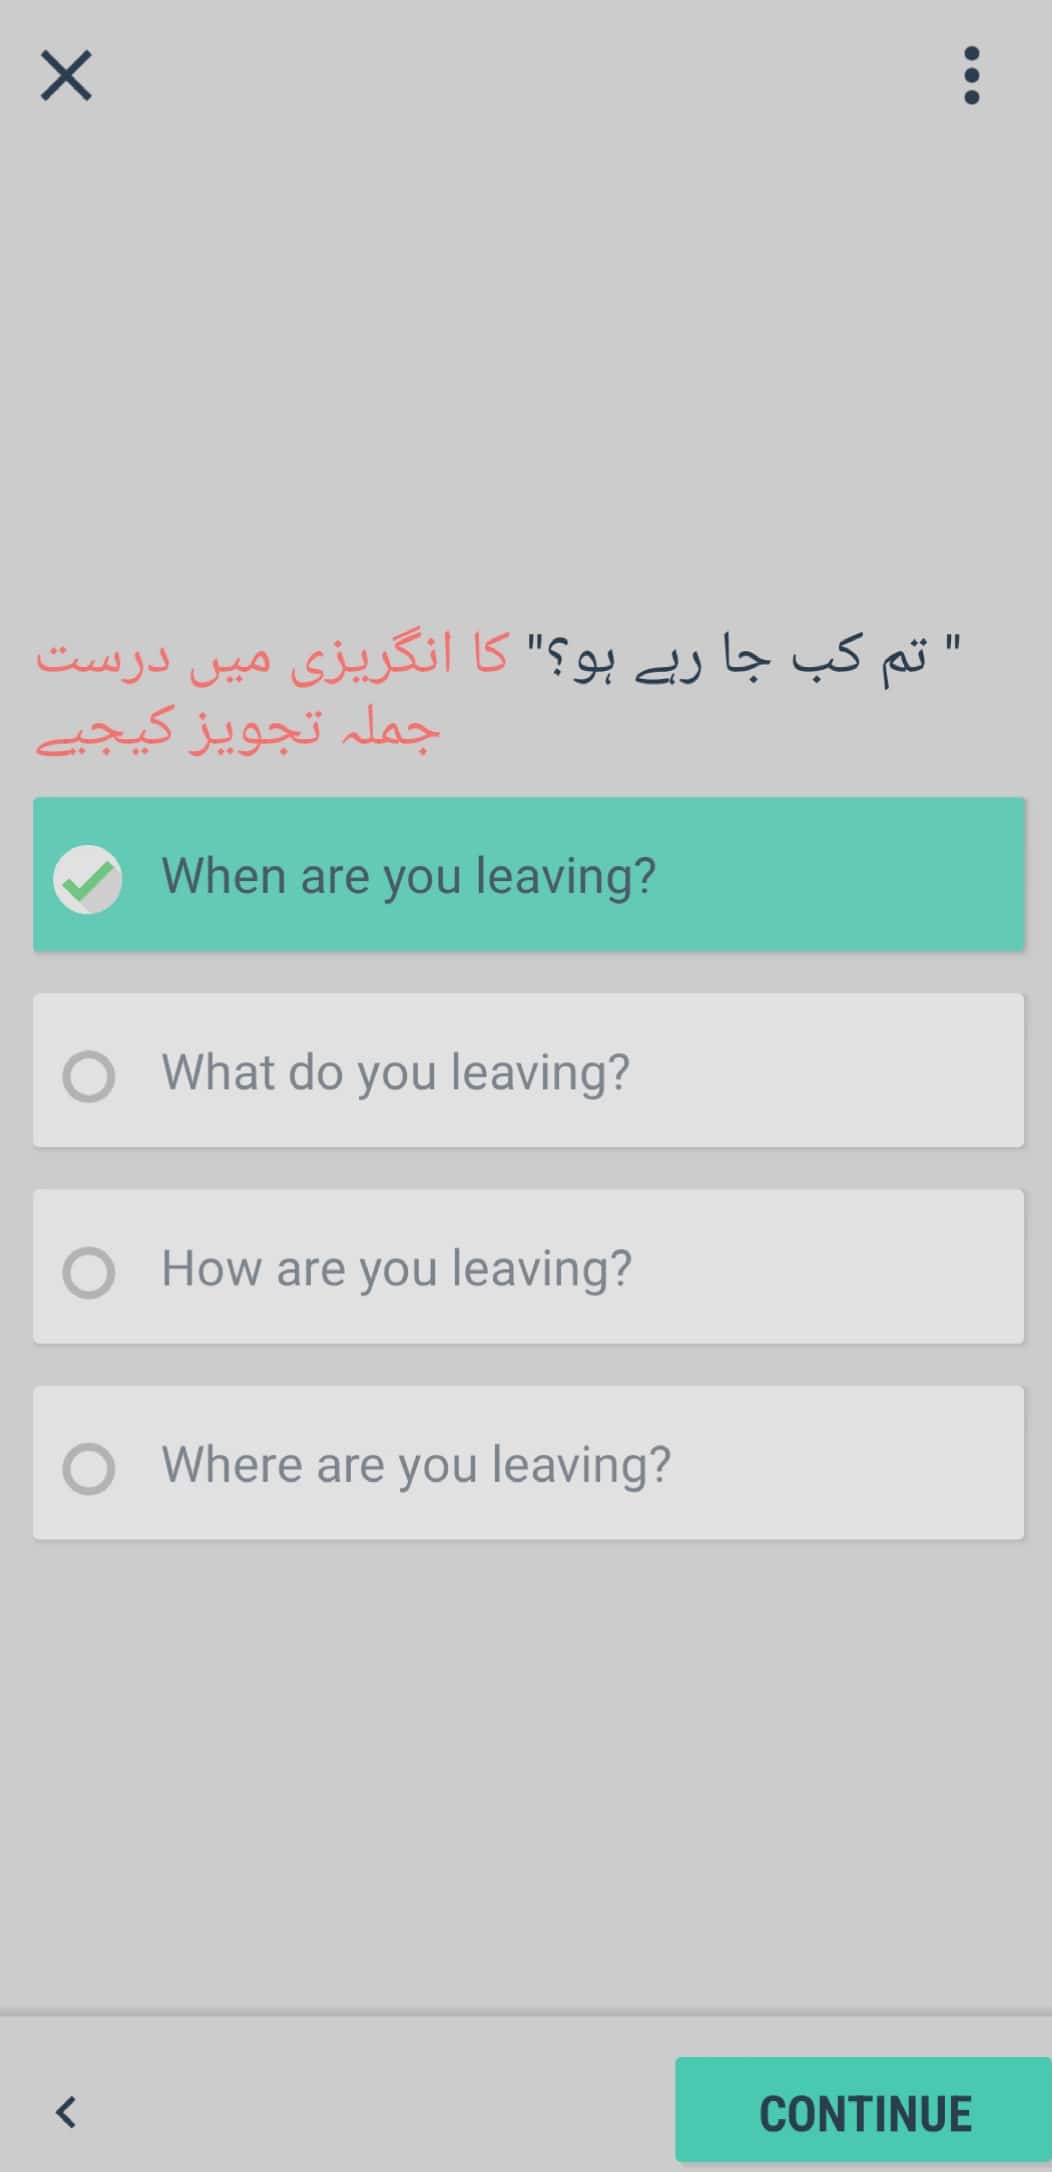 " تم کب جا رہے ہو؟" کا انگریزی میں درست
جملہ تجویز کیجیے
When are you leaving?
What do you leaving?
How are you leaving?
Where are you leaving?
CONTINUE